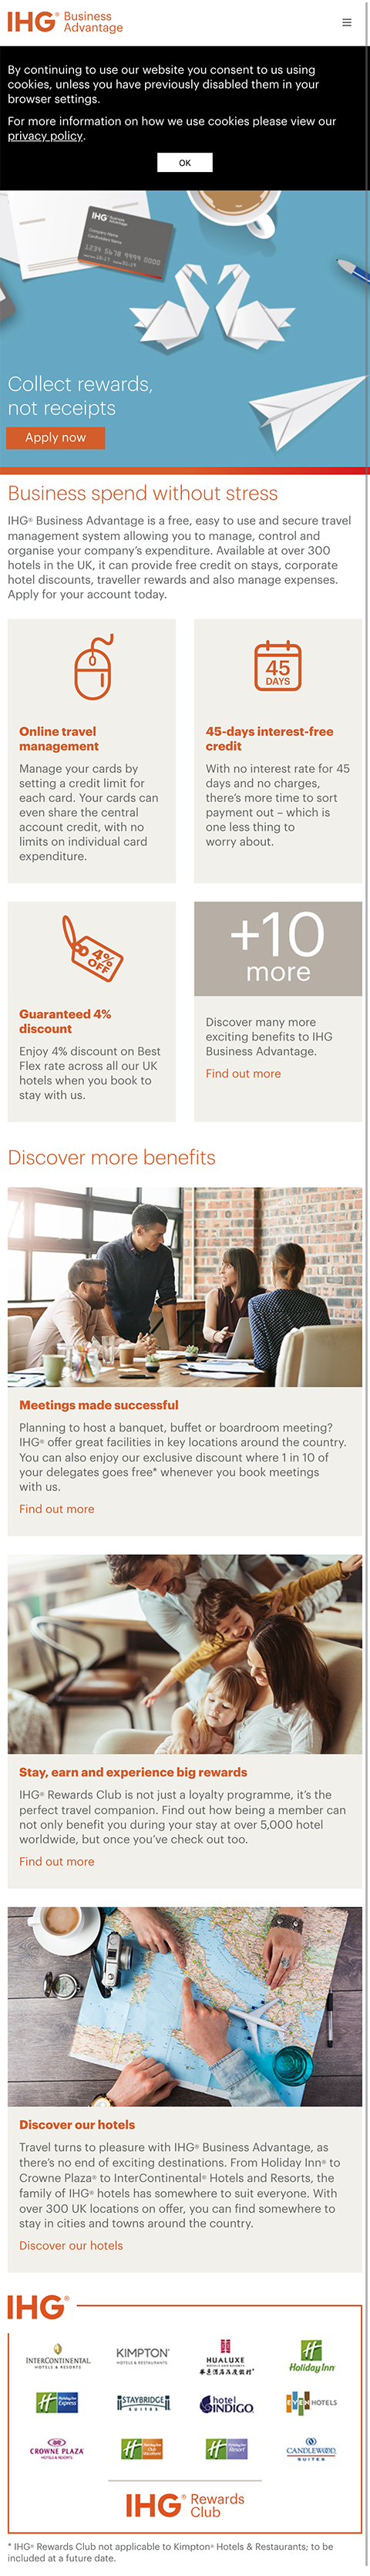 IHG® Business
Advantage
By continuing to use our website you consent to us using
cookies, unless you have previously disabled them in your
browser settings.
For more information on how we use cookies please view our
privacy policy.
OK
IHG® Business
Advantage
Company Name
Cardholders Name
Collect rewards,
not receipts
Apply now
Business spend without stress
IHG® Business Advantage is a free, easy to use and secure travel
management system allowing you to manage, control and
organise your company's expenditure. Available at over 300
hotels in the UK, it can provide free credit on stays, corporate
hotel discounts, traveller rewards and also manage expenses.
Apply for your account today.
Online travel
management
Manage your cards by
setting a credit limit for
each card. Your cards can
even share the central
account credit, with no
limits on individual card
expenditure.
45
DAYS
45-days interest-free
credit
With no interest rate for 45
days and no charges,
there's more time to sort
payment out – which is
one less thing to
worry about.
4%
OFF
Guaranteed 4%
discount
Enjoy 4% discount on Best
Flex rate across all our UK
hotels when you book to
stay with us.
+10
more
Discover many more
exciting benefits to IHG
Business Advantage.
Find out more
Discover more benefits
Meetings made successful
Planning to host a banquet, buffet or boardroom meeting?
IHG® offer great facilities in key locations around the country.
You can also enjoy our exclusive discount where 1 in 10 of
your delegates goes free* whenever you book meetings
with us.
Find out more
Stay, earn and experience big rewards
IHG® Rewards Club is not just a loyalty programme, it's the
perfect travel companion. Find out how being a member can
not only benefit you during your stay at over 5,000 hotel
worldwide, but once you've check out too.
Find out more
Discover our hotels
Travel turns to pleasure with IHG® Business Advantage, as
there's no end of exciting destinations. From Holiday Inn® to
Crowne Plaza® to InterContinental® Hotels and Resorts, the
family of IHG® hotels has somewhere to suit everyone. With
over 300 UK locations on offer, you can find somewhere to
stay in cities and towns around the country.
Discover our hotels
IHG®
INTERCONTINENTAL
HOTELS & RESORTS
KIMPTON®
HOTELS & RESTAURANTS
HUALUXE
HOTELS AND RESORTS
Holiday Inn
Holiday Inn
Express
STAYBRIDGE
SUITES
hotel
INDIGO
EVEN HOTELS
CROWNE PLAZA
HOTELS & RESORTS
Holiday Inn
Club Vacations
Holiday Inn
Resort
CANDLEWOOD
SUITES
IHG® Rewards
Club
* IHG® Rewards Club not applicable to Kimpton® Hotels & Restaurants; to be
included at a future date.